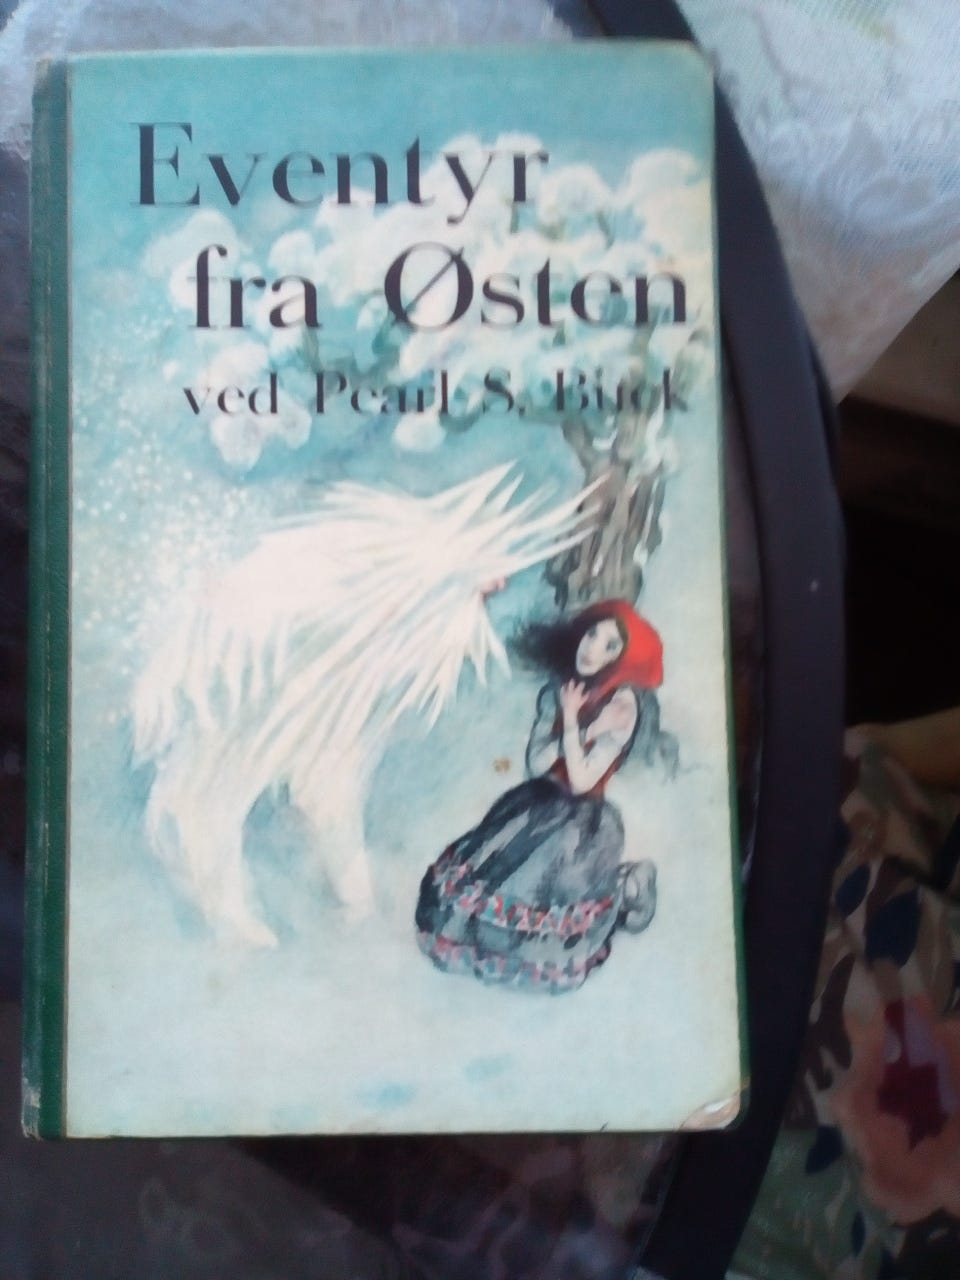 Eventyr
fra Østen
ved Pearl S. Buck